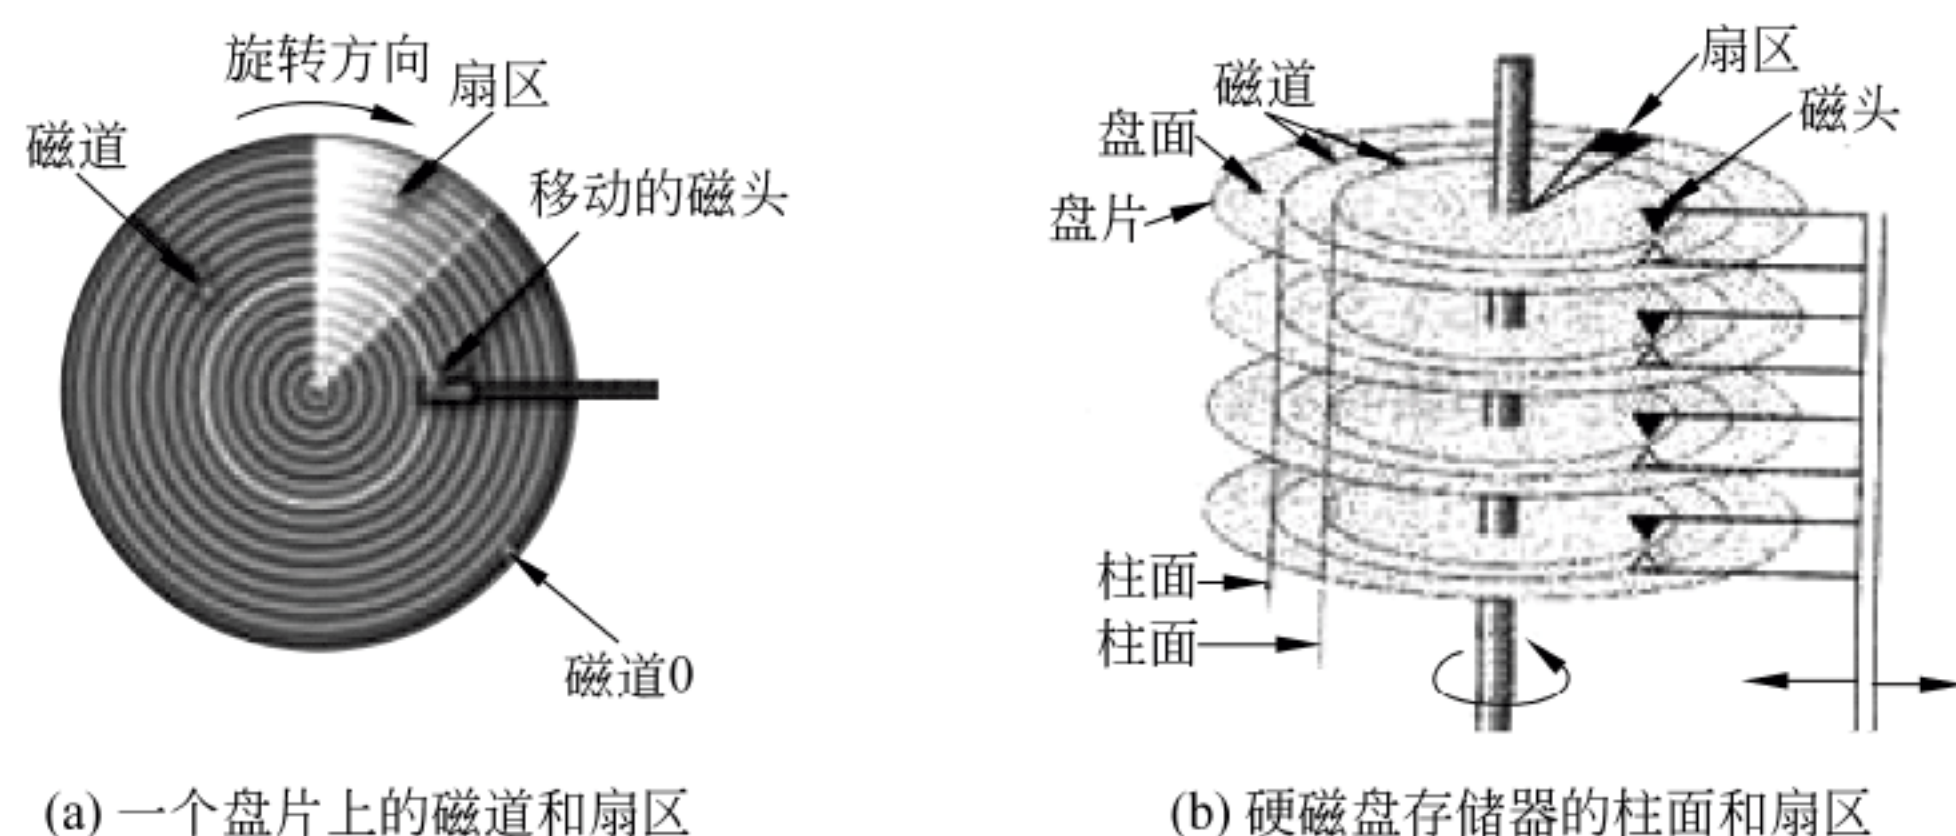 旋转方向
扇区
磁道
移动的磁头
磁道0
(a) 一个盘片上的磁道和扇区
扇区
磁道
磁头
盘面
盘片
柱面
柱面
(b) 硬磁盘存储器的柱面和扇区